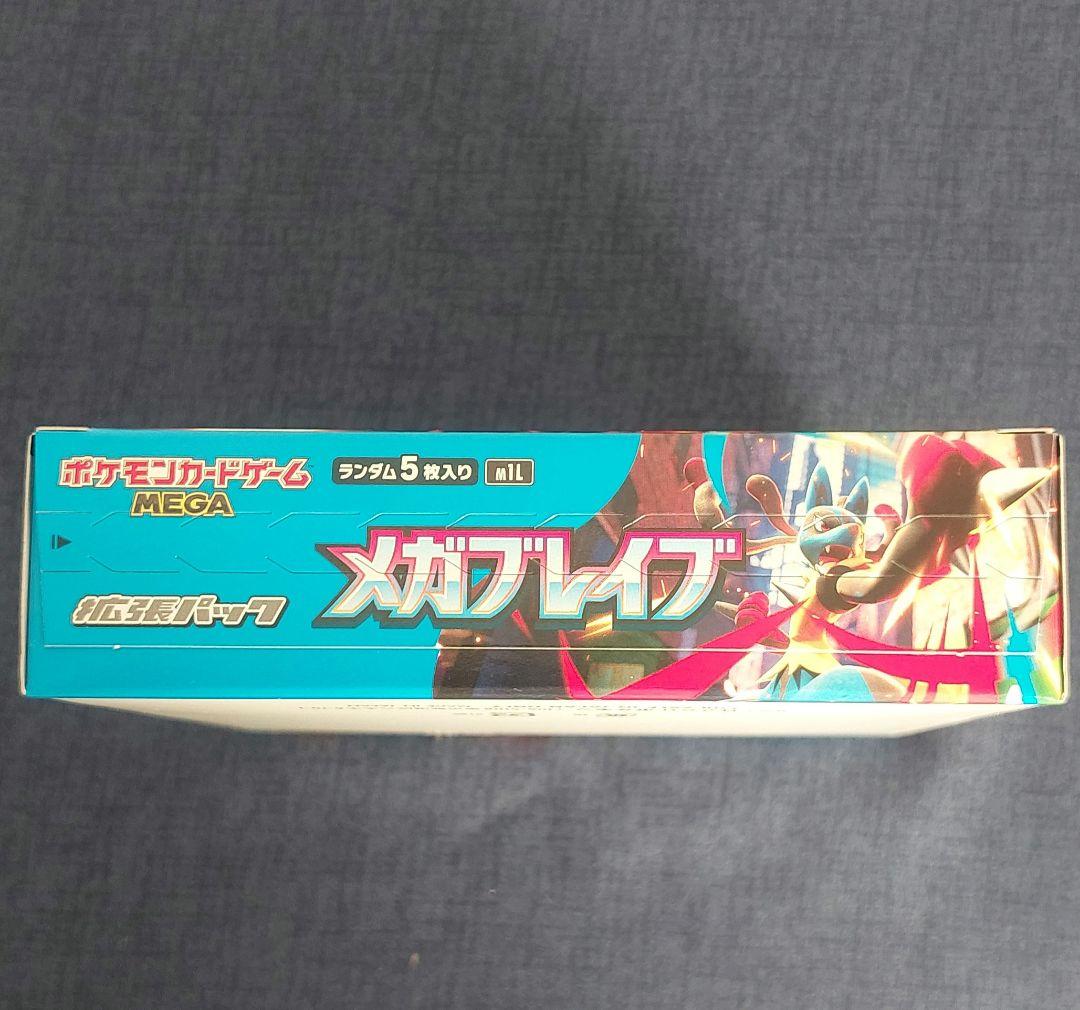 ポケモンカードゲーム
MEGA
ランダム5枚入り
M1L
メガブレイブ
拡張パック